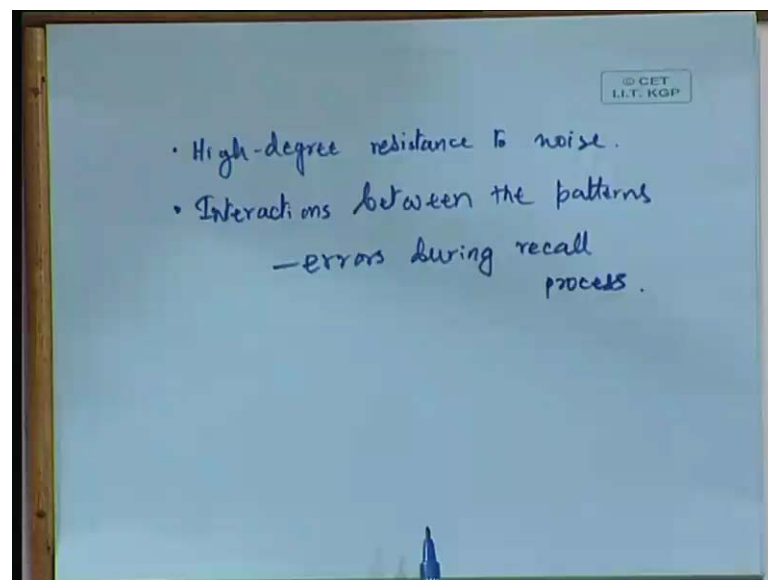 © CET
I.I.T. KGP
• High-degree resistance to noise.
• Interactions between the patterns
— errors during recall
process.